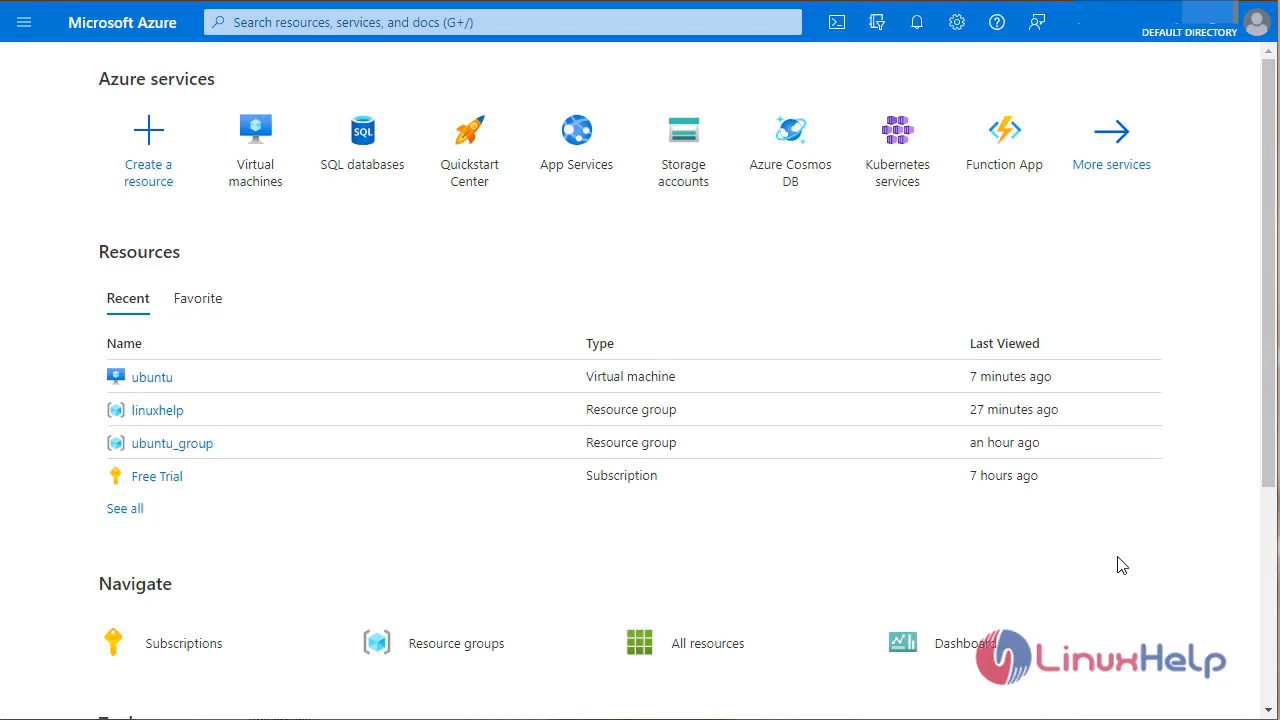 Microsoft Azure
Search resources, services, and docs (G+/)
DEFAULT DIRECTORY
Azure services
Create a resource
Virtual machines
SQL databases
Quickstart Center
App Services
Storage accounts
Azure Cosmos DB
Kubernetes services
Function App
More services
Resources
Recent Favorite
Name Type Last Viewed
ubuntu Virtual machine 7 minutes ago
linuxhelp Resource group 27 minutes ago
ubuntu_group Resource group an hour ago
Free Trial Subscription 7 hours ago
See all
Navigate
Subscriptions Resource groups All resources Dashboard
LinuxHelp